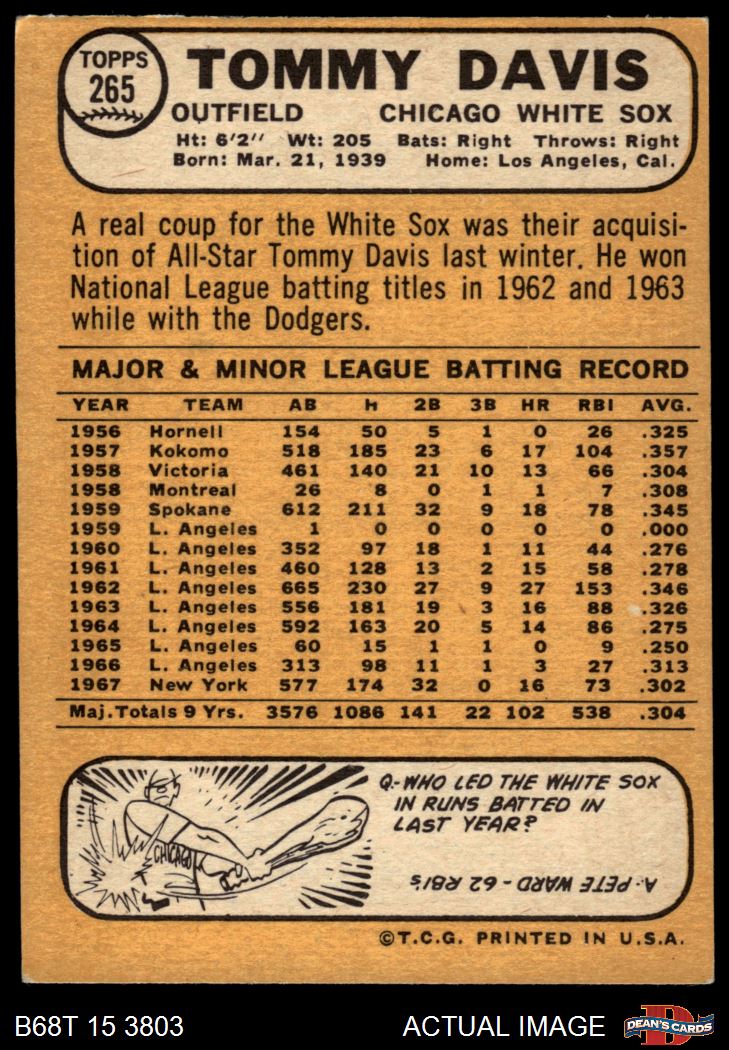 TOPPS
265
TOMMY DAVIS
OUTFIELD CHICAGO WHITE SOX
Ht: 6'2" Wt: 205 Bats: Right Throws: Right
Born: Mar. 21, 1939 Home: Los Angeles, Cal.
A real coup for the White Sox was their acquisi-
tion of All-Star Tommy Davis last winter. He won
National League batting titles in 1962 and 1963
while with the Dodgers.
MAJOR & MINOR LEAGUE BATTING RECORD
YEAR TEAM AB H 2B 3B HR RBI AVG.
1956 Hornell 154 50 5 1 0 26 .325
1957 Kokomo 518 185 23 6 17 104 .357
1958 Victoria 461 140 21 10 13 66 .304
1958 Montreal 26 8 0 1 1 7 .308
1959 Spokane 612 211 32 9 18 78 .345
1959 L. Angeles 1 0 0 0 0 0 .000
1960 L. Angeles 352 97 18 1 11 44 .276
1961 L. Angeles 460 128 13 2 15 58 .278
1962 L. Angeles 665 230 27 9 27 153 .346
1963 L. Angeles 556 181 19 3 16 88 .326
1964 L. Angeles 592 163 20 5 14 86 .275
1965 L. Angeles 60 15 1 1 0 9 .250
1966 L. Angeles 313 98 11 1 3 27 .313
1967 New York 577 174 32 0 16 73 .302
Maj. Totals 9 Yrs. 3576 1086 141 22 102 538 .304
CHICAGO
Q.-WHO LED THE WHITE SOX
IN RUNS BATTED IN
LAST YEAR?
A.-PETE WARD - 62 RBI's
©T.C.G. PRINTED IN U.S.A.
B68T 15 3803 ACTUAL IMAGE
DEAN'S CARDS